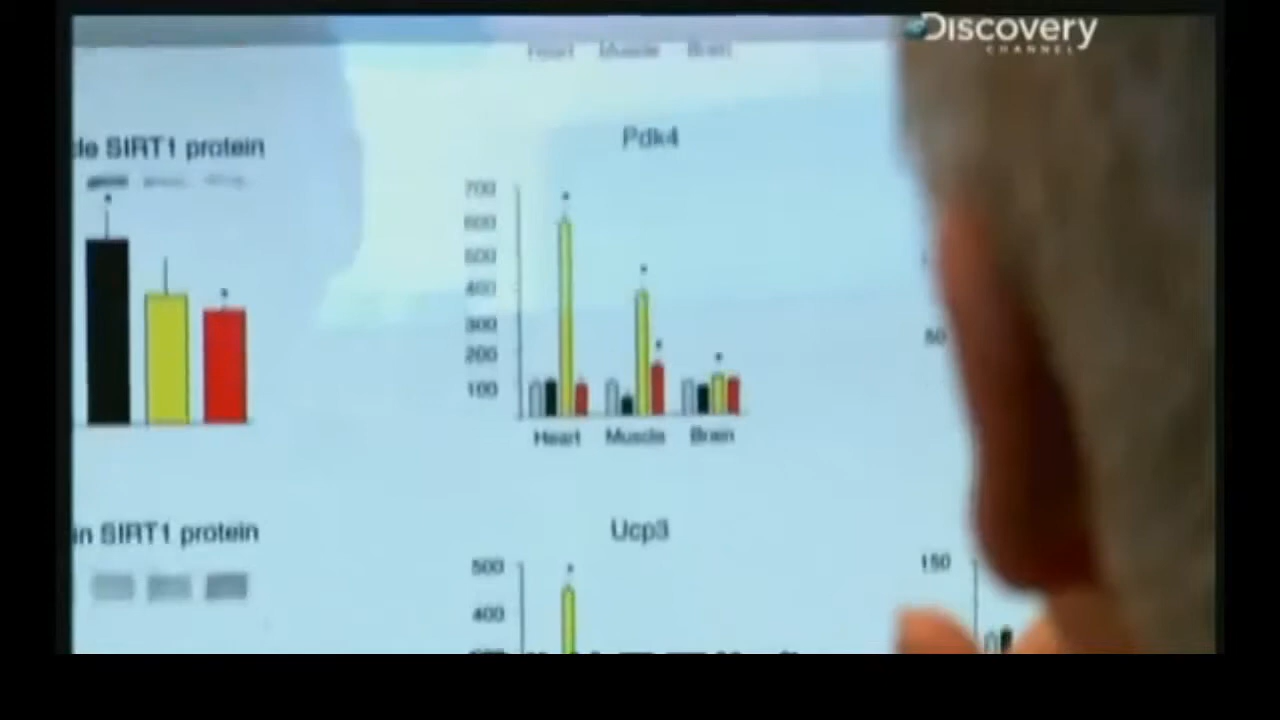 Discovery
CHANNEL
Heart Muscle Brain
de SIRT1 protein
Pdk4
700
600
500
400
300
200
100
Heart Muscle Brain
50
in SIRT1 protein
Ucp3
500
400
150